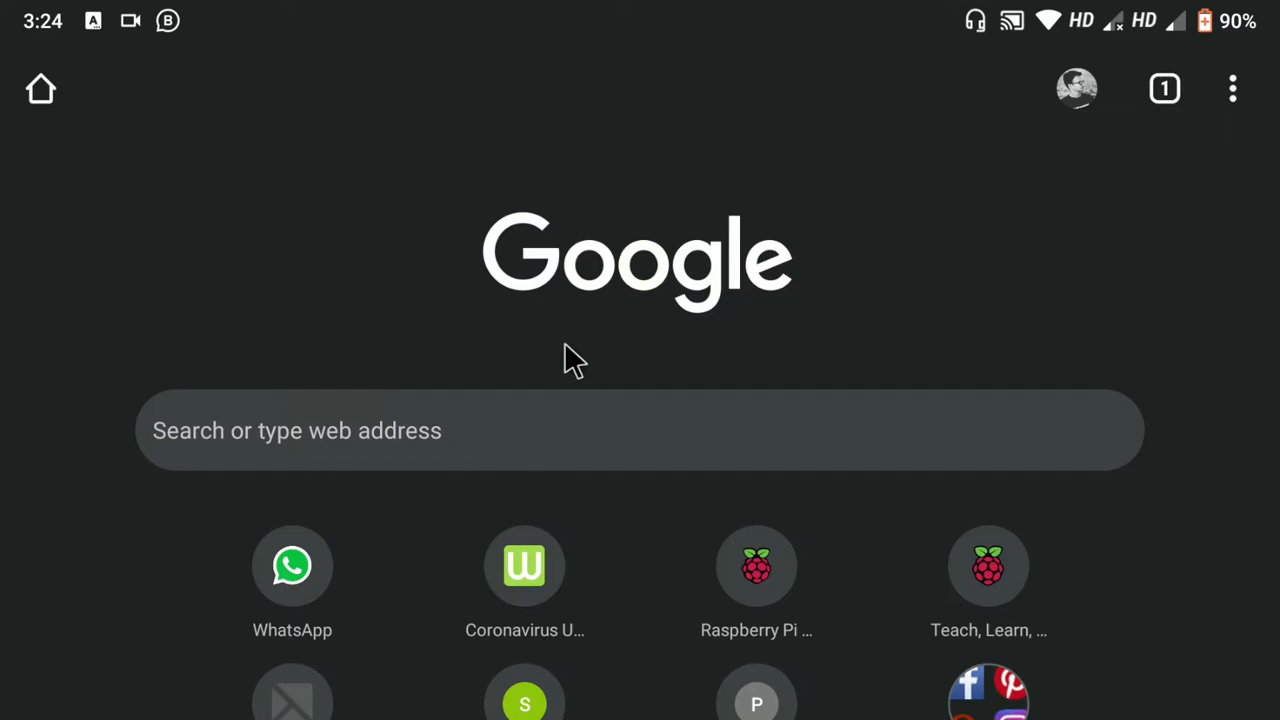 3:24 A B HD HD 90%
1
Google
Search or type web address
W
WhatsApp Coronavirus U... Raspberry Pi ... Teach, Learn, ...
S P